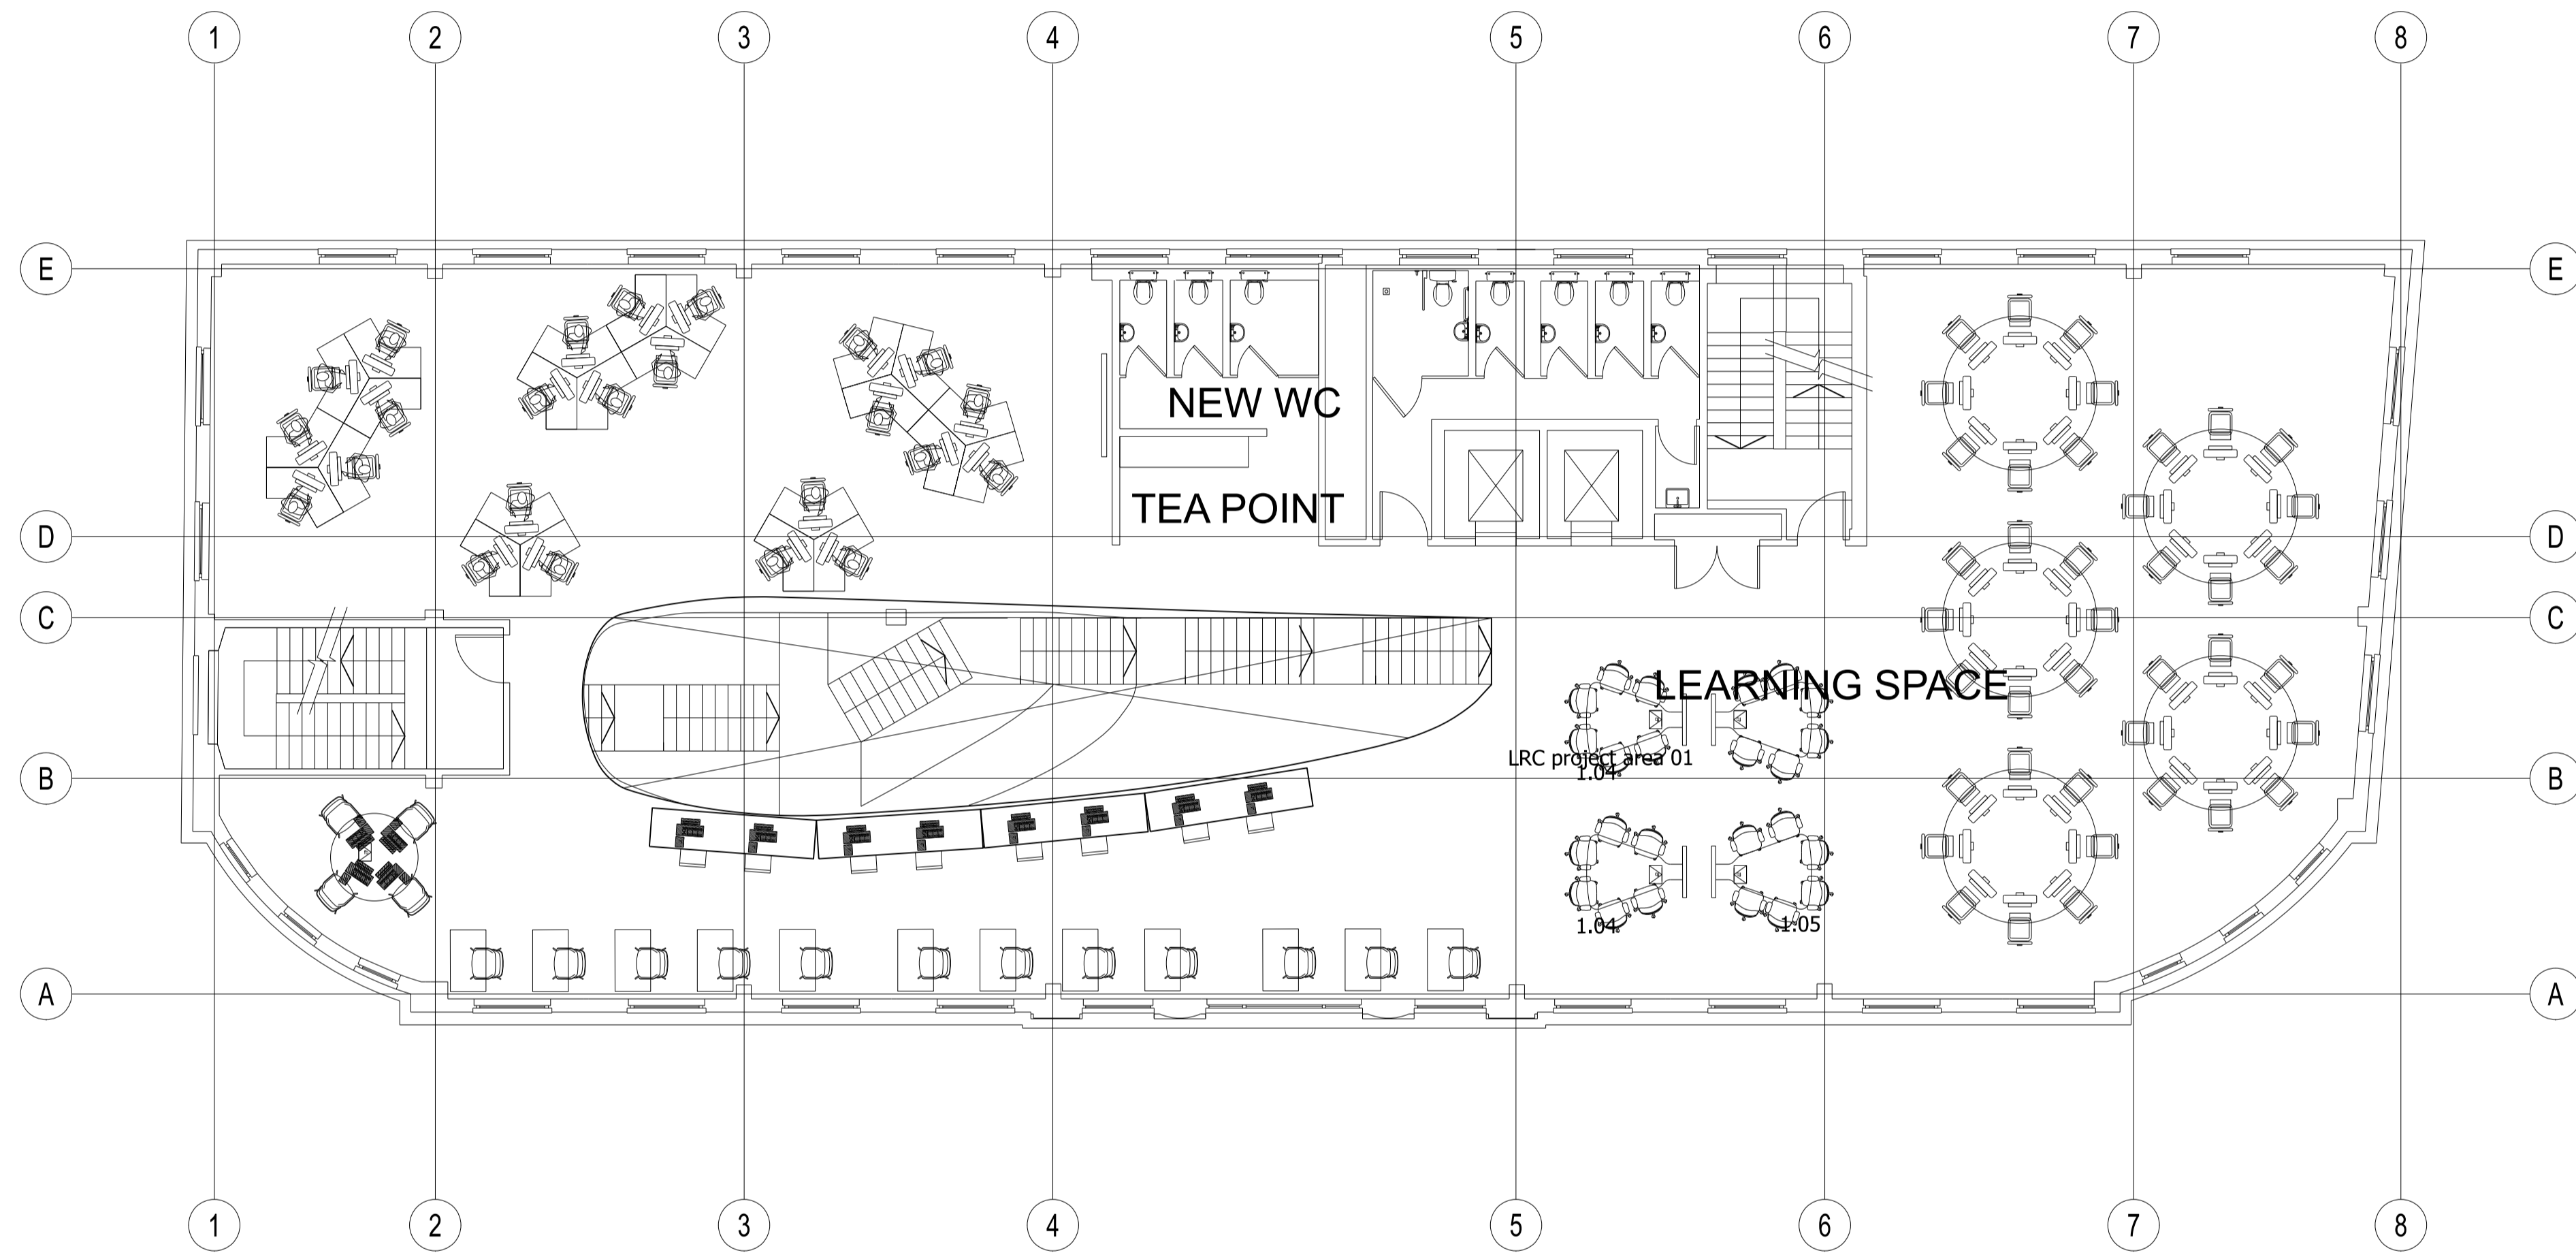 1 2 3 4 5 6 7 8
E E
NEW WC
TEA POINT
D D
C C
LEARNING SPACE
LRC project area 01
1.04
B B
1.04 1.05
A A
1 2 3 4 5 6 7 8